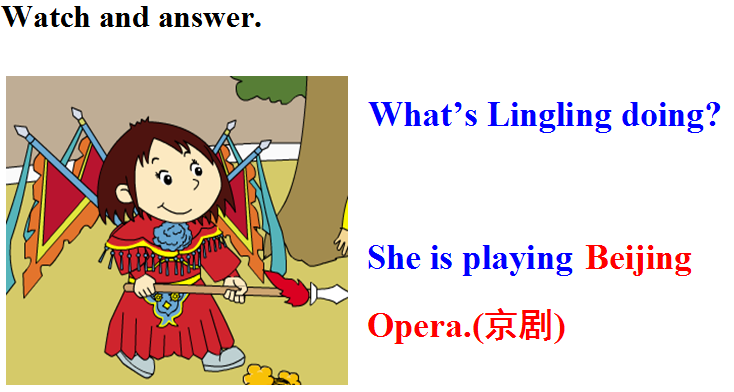 Watch and answer.
What’s Lingling doing?
She is playing Beijing
Opera.(京剧)